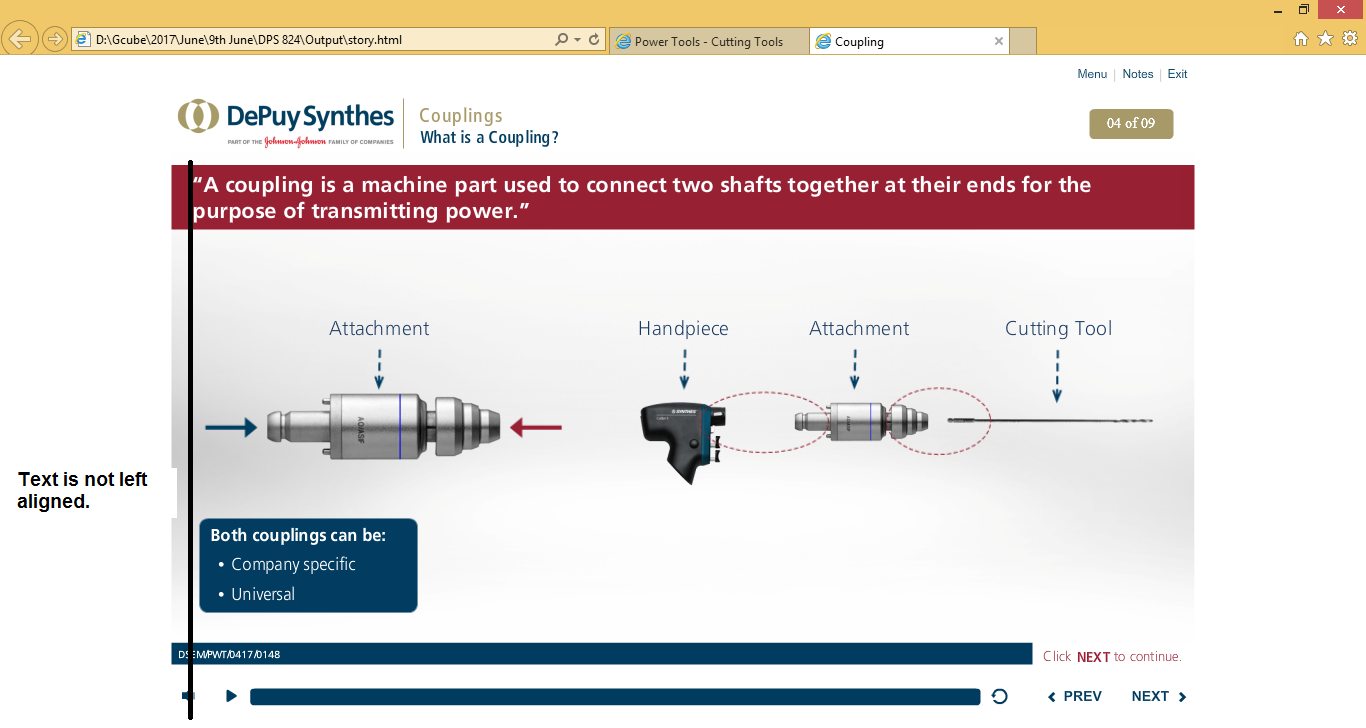 D:\Gcube\2017\June\9th June\DPS 824\Output\story.html
Power Tools - Cutting Tools
Coupling
Menu | Notes | Exit
DePuy Synthes
PART OF THE Johnson & Johnson FAMILY OF COMPANIES
Couplings
What is a Coupling?
04 of 09
“A coupling is a machine part used to connect two shafts together at their ends for the
purpose of transmitting power.”
Attachment
Handpiece
Attachment
Cutting Tool
AO/ASIF
SYNTHES
Text is not left
aligned.
Both couplings can be:
• Company specific
• Universal
DSEM/PWT/0417/0148
Click NEXT to continue.
PREV
NEXT